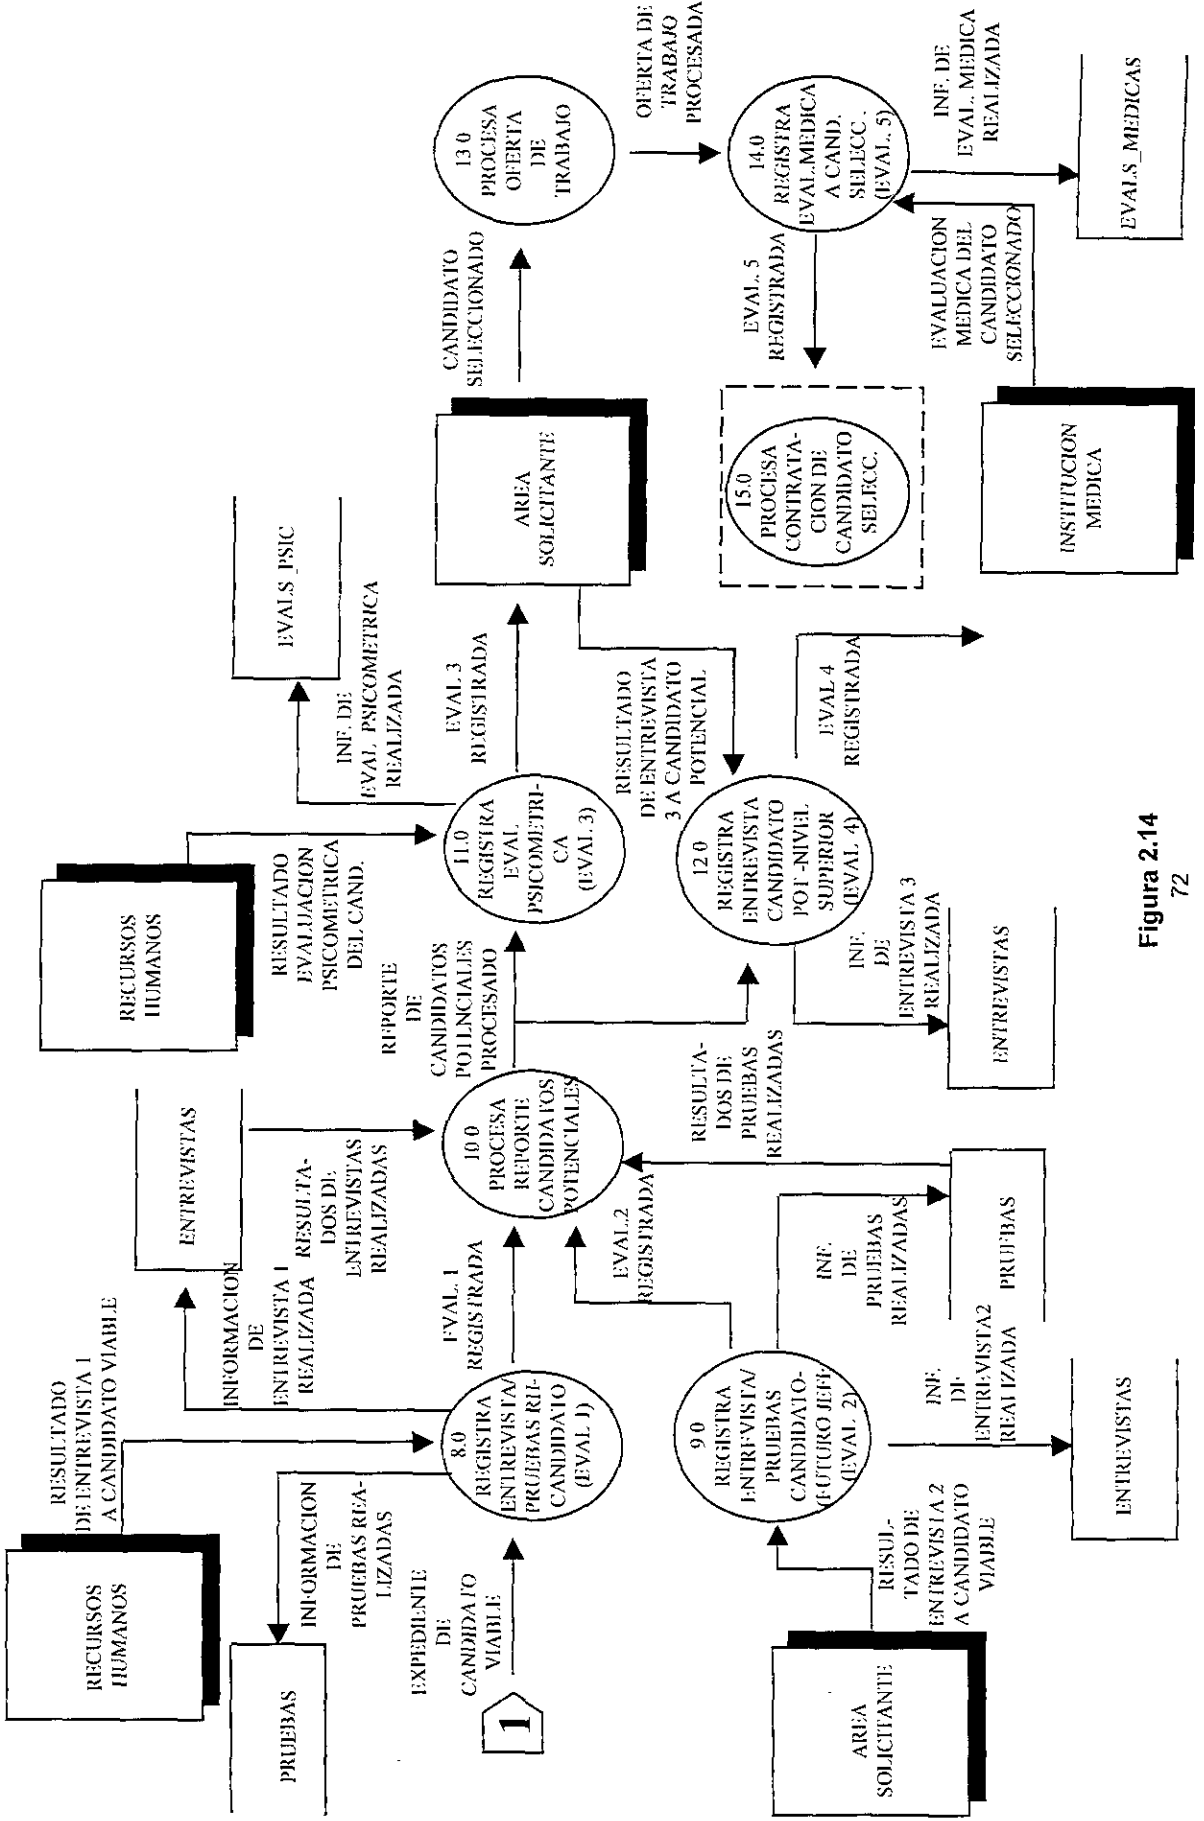 RECURSOS
HUMANOS
RESULTADO
DE ENTREVISTA 1
A CANDIDATO VIABLE
PRUEBAS
INFORMACION
DE
PRUEBAS REA-
LIZADAS
INFORMACION
DE
ENTREVISTA 1
REALIZADA
ENTREVISTAS
RESULTA-
DOS DE
ENTREVISTAS
REALIZADAS
1
EXPEDIENTE
DE
CANDIDATO
VIABLE
8.0
REGISTRA
ENTREVISTA/
PRUEBAS RH-
CANDIDATO
(EVAL 1)
EVAL. 1
REGISTRADA
10 0
PROCESA
REPORTE
CANDIDATOS
POTENCIALES
REPORTE
DE
CANDIDATOS
POTENCIALES
PROCESADO
RECURSOS
HUMANOS
RESULTADO
EVALUACION
PSICOMETRICA
DEL CAND.
11.0
REGISTRA
EVAL
PSICOMETRI-
CA
(EVAL 3)
INF. DE
EVAL PSICOMETRICA
REALIZADA
EVALS_PSIC
EVAL 3
REGISTRADA
AREA
SOLICITANTE
CANDIDATO
SELECCIONADO
13 0
PROCESA
OFERTA
DE
TRABAJO
OFERTA DE
TRABAJO
PROCESADA
AREA
SOLICITANTE
RESUL-
TADO DE
ENTREVISTA 2
A CANDIDATO
VIABLE
9 0
REGISTRA
ENTREVISTA/
PRUEBAS
CANDIDATO-
(FUTURO JEFE
(EVAL. 2)
EVAL.2
REGISTRADA
INF.
DE
PRUEBAS
REALIZADAS
PRUEBAS
INF.
DE
ENTREVISTA2
REALIZADA
ENTREVISTAS
RESULTA-
DOS DE
PRUEBAS
REALIZADAS
RESULTADO
DE ENTREVISTA
3 A CANDIDATO
POTENCIAL
12 0
REGISTRA
ENTREVISTA
CANDIDATO
POT -NIVEL
SUPERIOR
(EVAL 4)
INF.
DE
ENTREVISTA 3
REALIZADA
ENTREVISTAS
EVAL 4
REGISTRADA
15.0
PROCESA
CONTRATA-
CION DE
CANDIDATO
SELECC.
EVAL. 5
REGISTRADA
14.0
REGISTRA
EVAL.MEDICA
A CAND.
SELECC.
(EVAL. 5)
INSTITUCION
MEDICA
EVALUACION
MEDICA DEL
CANDIDATO
SELECCIONADO
INF. DE
EVAL. MEDICA
REALIZADA
EVALS_MEDICAS
Figura 2.14
72